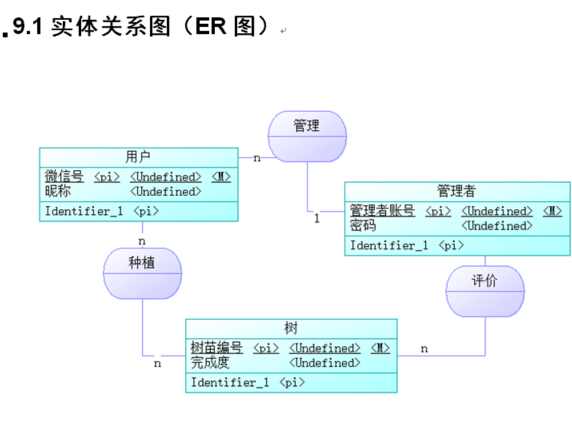 9.1 实体关系图（ER 图）
管理
用户
n
微信号 <pi> <Undefined> <M>
昵称 <Undefined>
Identifier_1 <pi>
管理者
1
管理者账号 <pi> <Undefined> <M>
密码 <Undefined>
Identifier_1 <pi>
n
种植
评价
树
树苗编号 <pi> <Undefined> <M>
n
完成度 <Undefined>
n
Identifier_1 <pi>